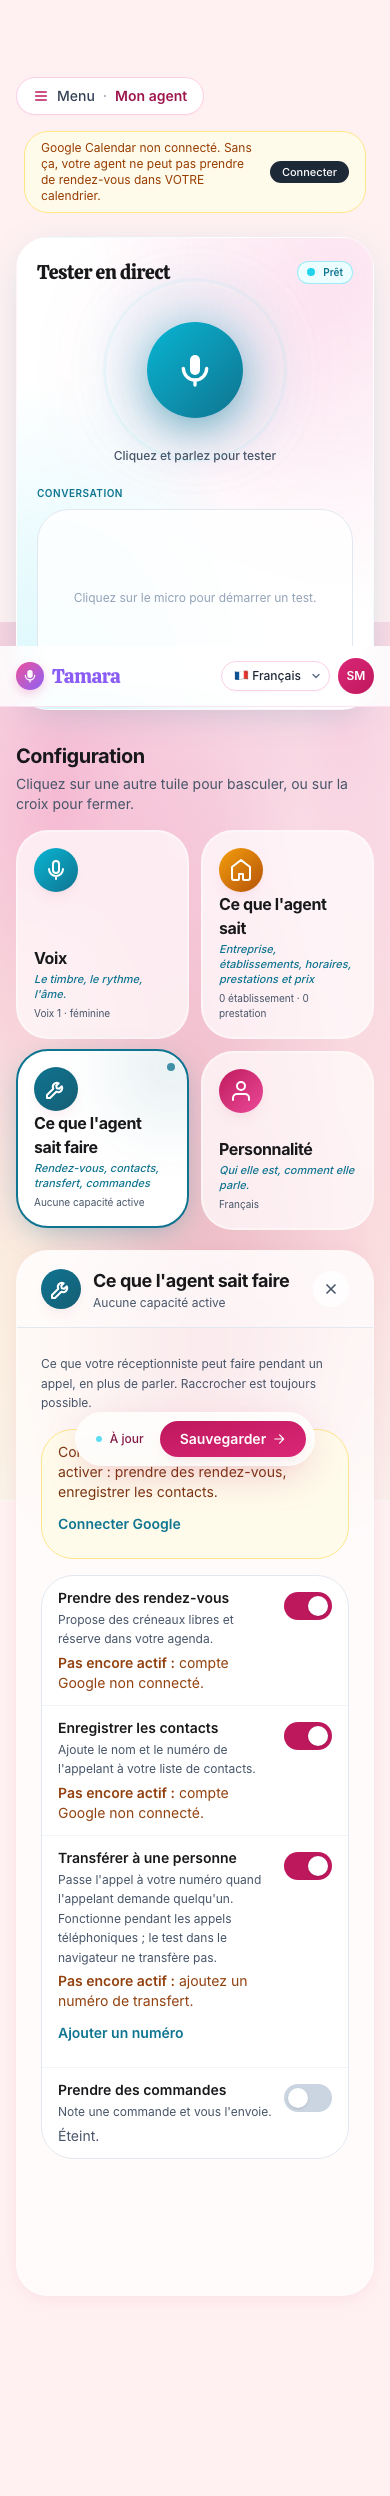 Menu · Mon agent
Google Calendar non connecté. Sans
ça, votre agent ne peut pas prendre
de rendez-vous dans VOTRE
calendrier.
Connecter
Tester en direct
Prêt
Cliquez et parlez pour tester
CONVERSATION
Cliquez sur le micro pour démarrer un test.
Tamara
Français
SM
Configuration
Cliquez sur une autre tuile pour basculer, ou sur la
croix pour fermer.
Voix
Le timbre, le rythme,
l'âme.
Voix 1 · féminine
Ce que l'agent
sait
Entreprise,
établissements, horaires,
prestations et prix
0 établissement · 0
prestation
Ce que l'agent
sait faire
Rendez-vous, contacts,
transfert, commandes
Aucune capacité active
Personnalité
Qui elle est, comment elle
parle.
Français
Ce que l'agent sait faire
Aucune capacité active
Ce que votre réceptionniste peut faire pendant un
appel, en plus de parler. Raccrocher est toujours
possible.
À jour
Sauvegarder →
activer : prendre des rendez-vous,
enregistrer les contacts.
Connecter Google
Prendre des rendez-vous
Propose des créneaux libres et
réserve dans votre agenda.
Pas encore actif : compte
Google non connecté.
Enregistrer les contacts
Ajoute le nom et le numéro de
l'appelant à votre liste de contacts.
Pas encore actif : compte
Google non connecté.
Transférer à une personne
Passe l'appel à votre numéro quand
l'appelant demande quelqu'un.
Fonctionne pendant les appels
téléphoniques ; le test dans le
navigateur ne transfère pas.
Pas encore actif : ajoutez un
numéro de transfert.
Ajouter un numéro
Prendre des commandes
Note une commande et vous l'envoie.
Éteint.